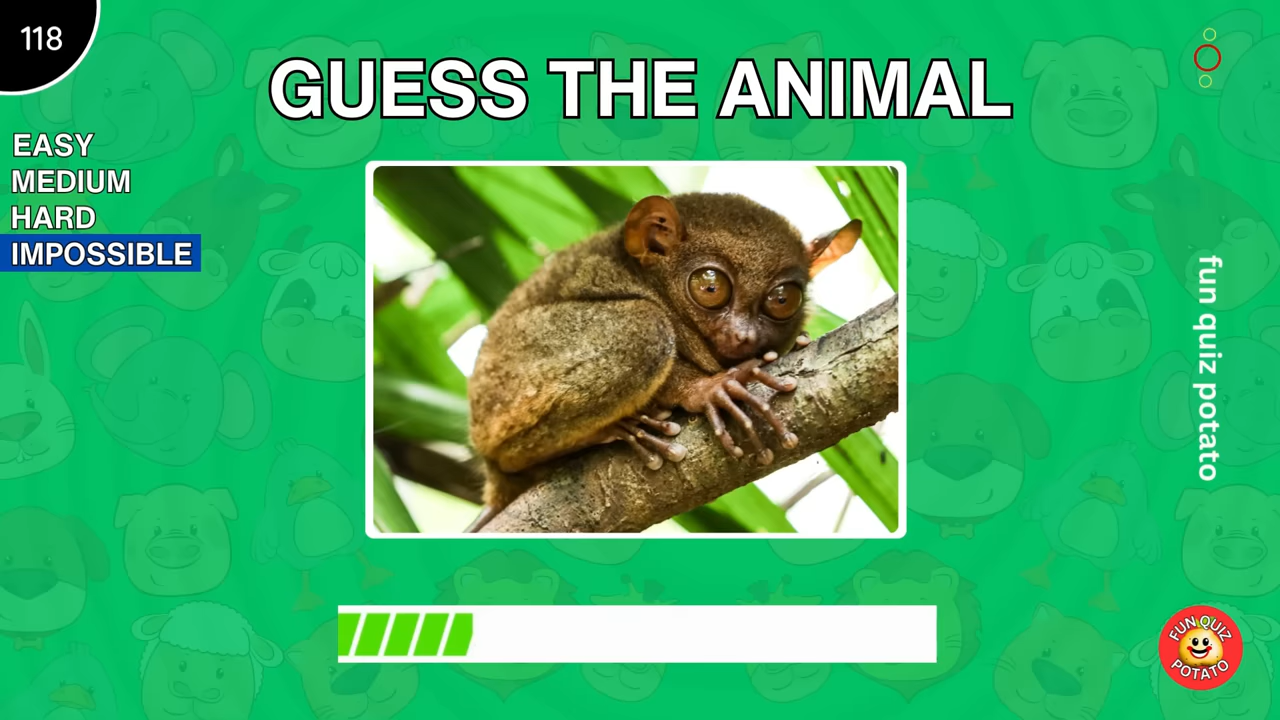 118
GUESS THE ANIMAL
EASY
MEDIUM
HARD
IMPOSSIBLE
fun quiz potato
FUN QUIZ
POTATO